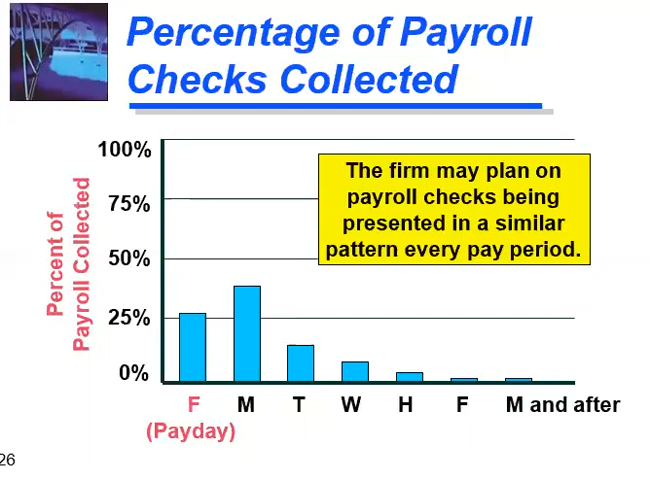 Percentage of Payroll
Checks Collected
100%
75%
50%
25%
0%
Percent of
Payroll Collected
The firm may plan on
payroll checks being
presented in a similar
pattern every pay period.
F M T W H F M and after
(Payday)
26